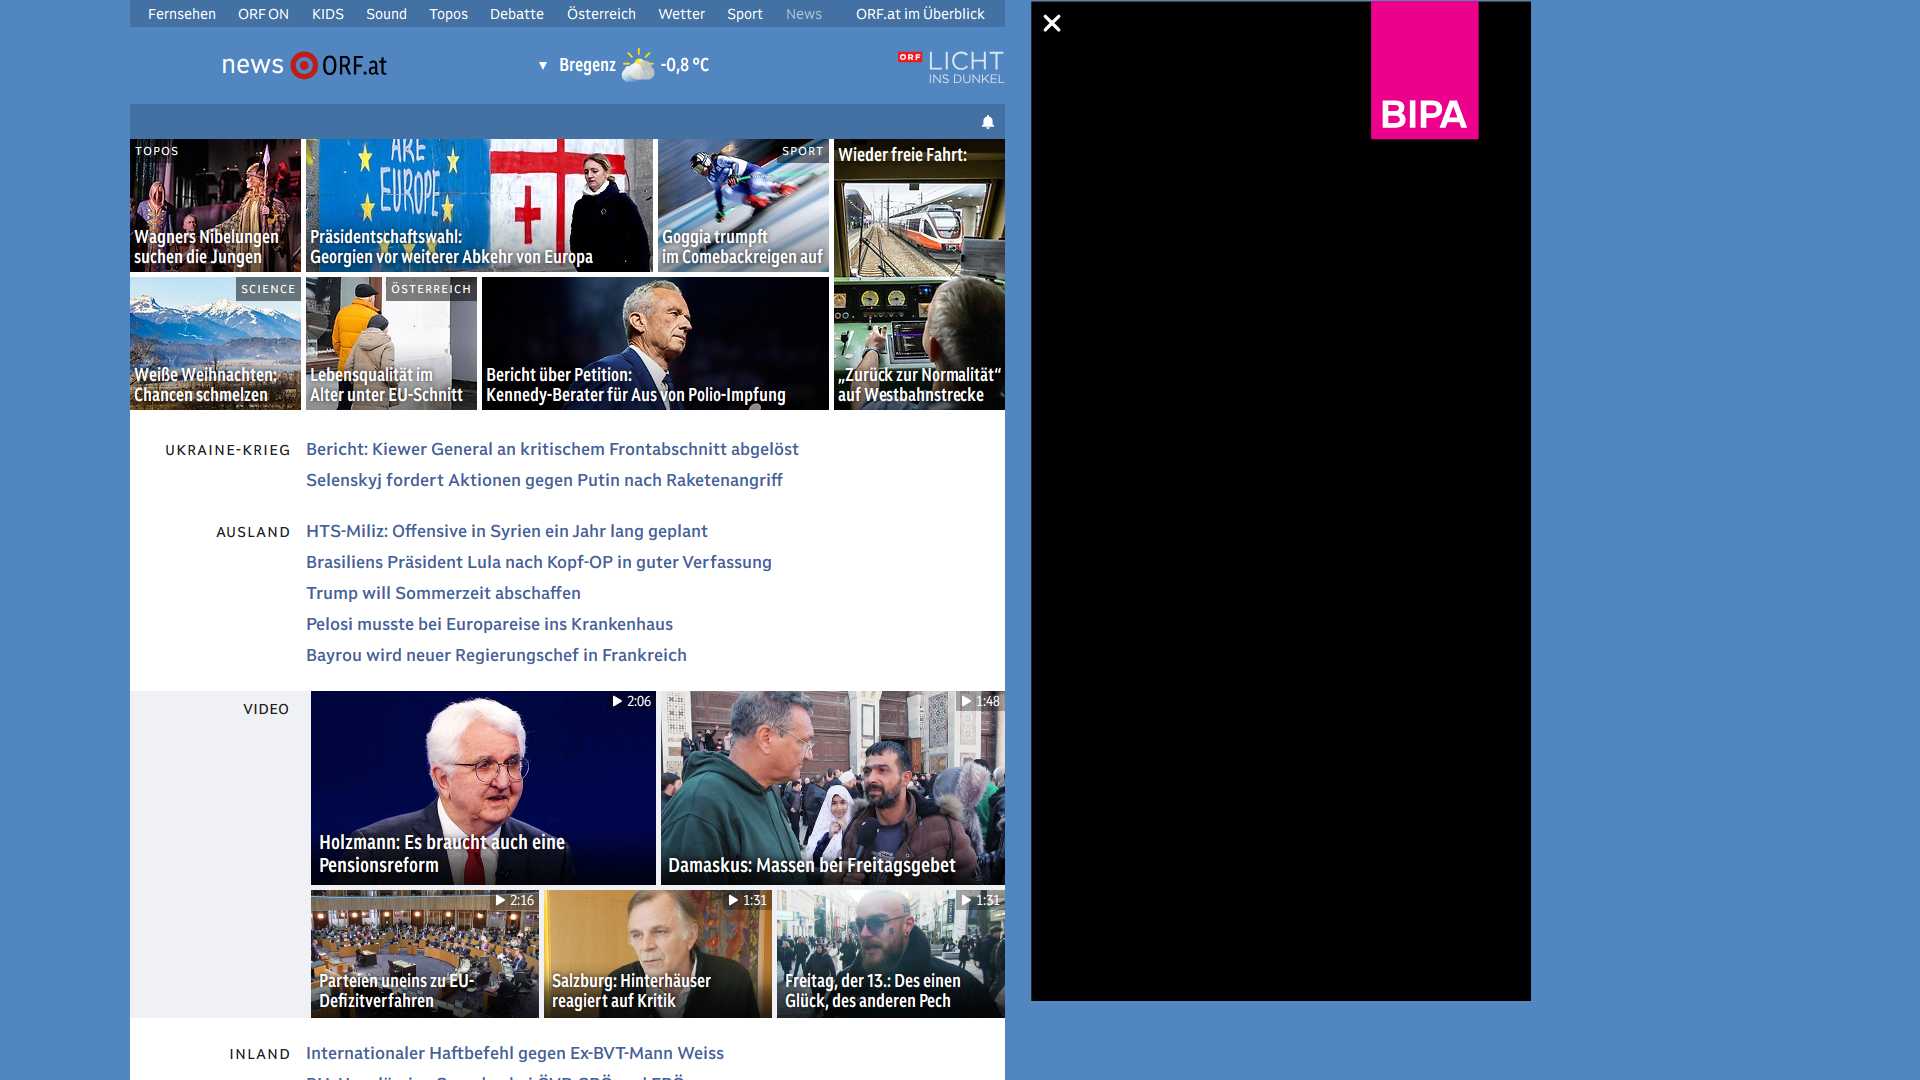 Fernsehen ORF ON KIDS Sound Topos Debatte Österreich Wetter Sport News ORF.at im Überblick
news ORF.at
▼ Bregenz -0,8 °C
ORF LICHT
INS DUNKEL
BIPA
TOPOS
Wagners Nibelungen
suchen die Jungen
ARE
EUROPE
Präsidentschaftswahl:
Georgien vor weiterer Abkehr von Europa
SPORT
Goggia trumpft
im Comebackreigen auf
Wieder freie Fahrt:
„Zurück zur Normalität“
auf Westbahnstrecke
SCIENCE
Weiße Weihnachten:
Chancen schmelzen
ÖSTERREICH
Lebensqualität im
Alter unter EU-Schnitt
Bericht über Petition:
Kennedy-Berater für Aus von Polio-Impfung
UKRAINE-KRIEG
Bericht: Kiewer General an kritischem Frontabschnitt abgelöst
Selenskyj fordert Aktionen gegen Putin nach Raketenangriff
AUSLAND
HTS-Miliz: Offensive in Syrien ein Jahr lang geplant
Brasiliens Präsident Lula nach Kopf-OP in guter Verfassung
Trump will Sommerzeit abschaffen
Pelosi musste bei Europareise ins Krankenhaus
Bayrou wird neuer Regierungschef in Frankreich
VIDEO
2:06
Holzmann: Es braucht auch eine
Pensionsreform
1:48
Damaskus: Massen bei Freitagsgebet
2:16
Parteien uneins zu EU-
Defizitverfahren
1:31
Salzburg: Hinterhäuser
reagiert auf Kritik
1:31
Freitag, der 13.: Des einen
Glück, des anderen Pech
INLAND
Internationaler Haftbefehl gegen Ex-BVT-Mann Weiss